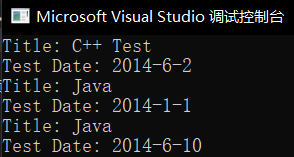 Microsoft Visual Studio 调试控制台
Title: C++ Test
Test Date: 2014-6-2
Title: Java
Test Date: 2014-1-1
Title: Java
Test Date: 2014-6-10